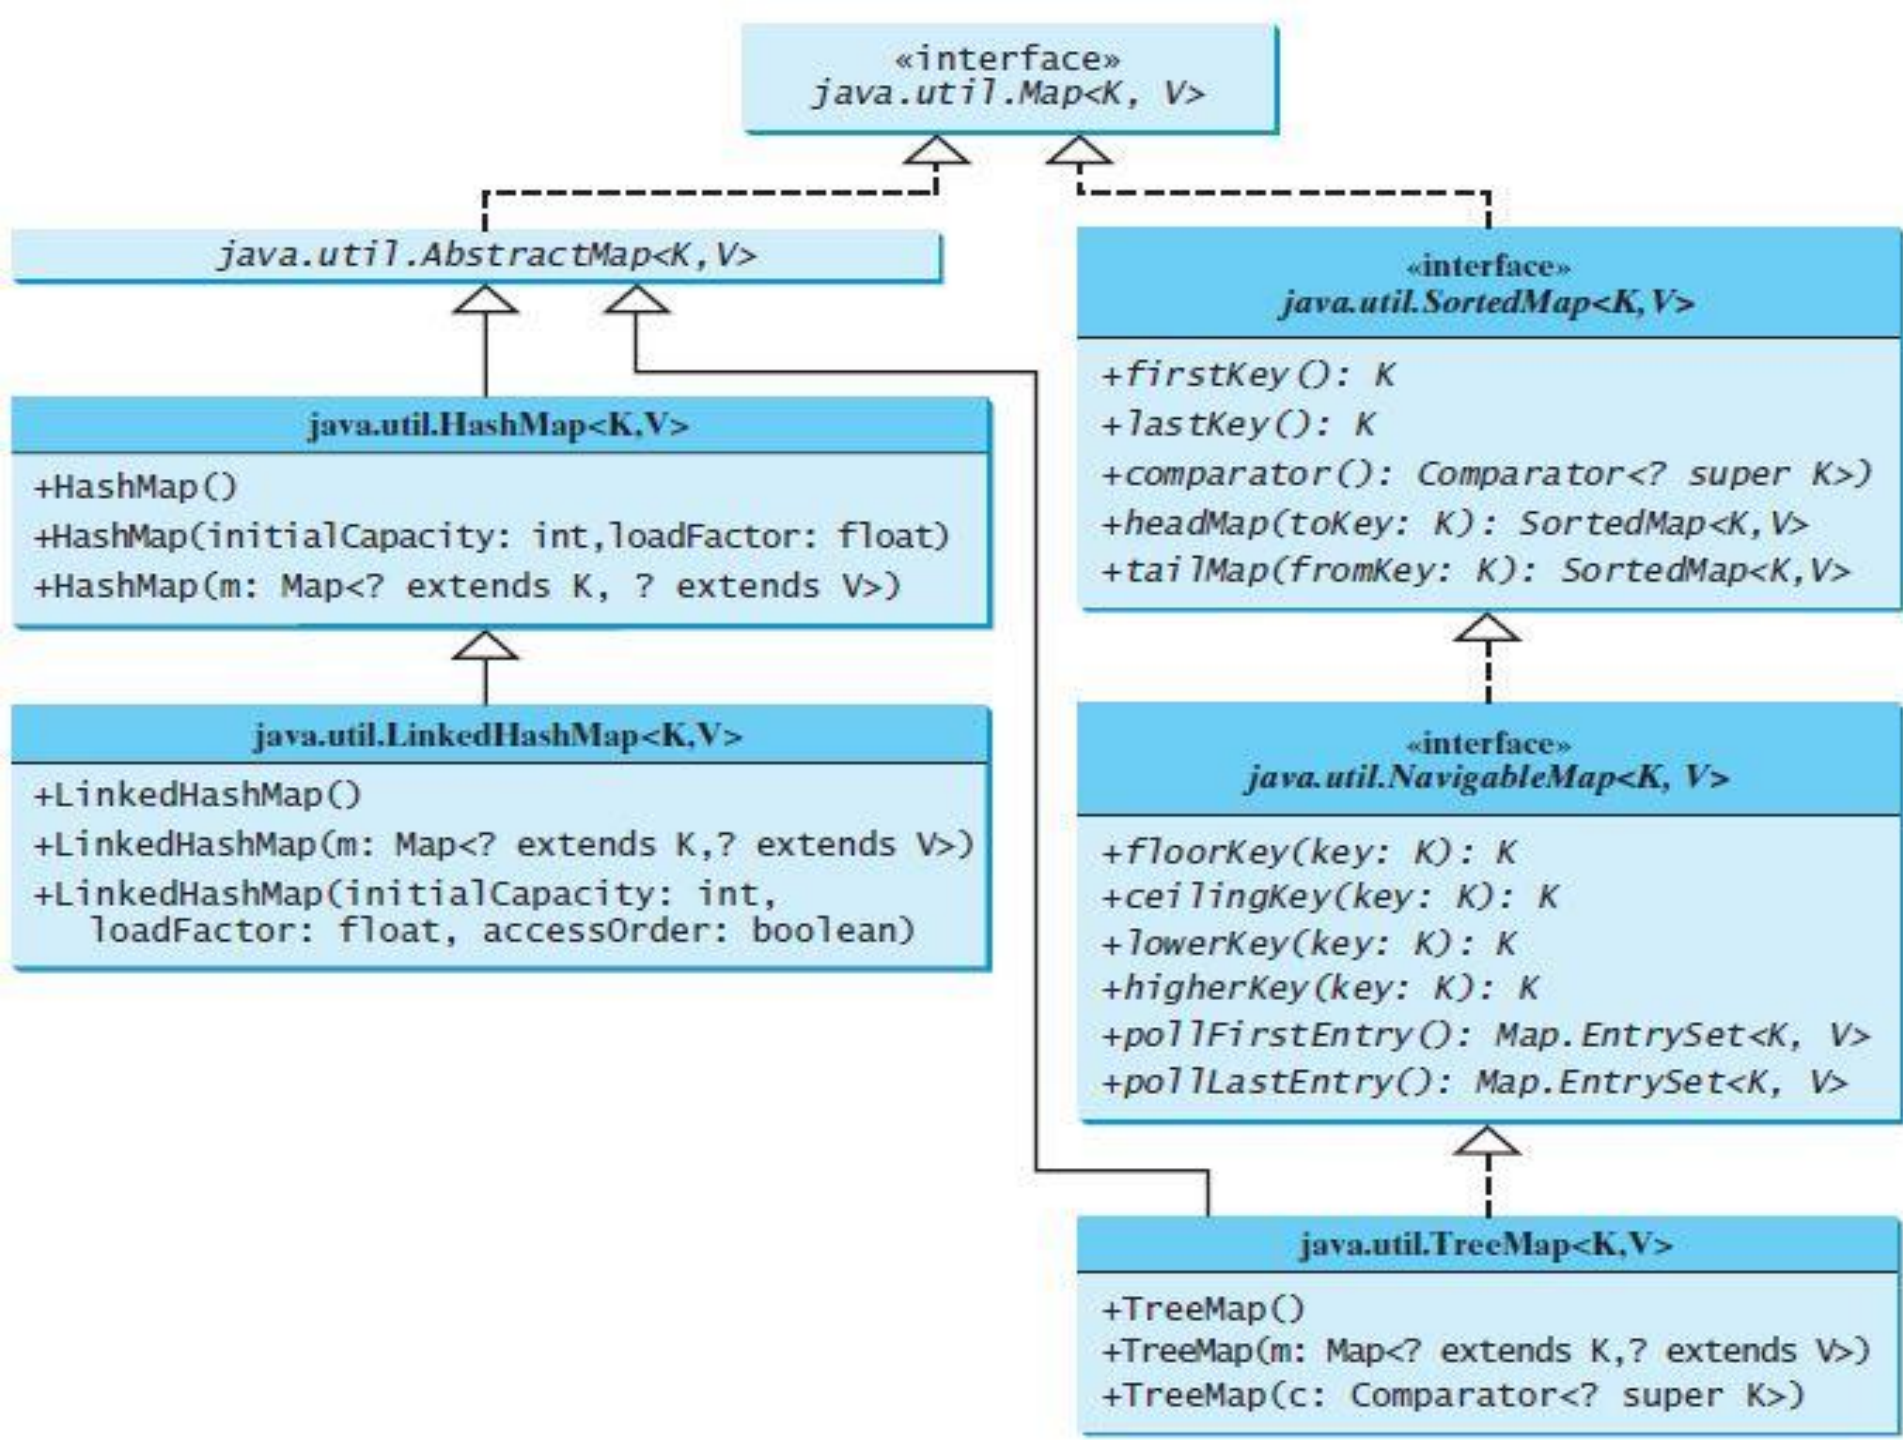 «interface»
java.util.Map<K, V>
java.util.AbstractMap<K,V>
java.util.HashMap<K,V>
+HashMap()
+HashMap(initialCapacity: int,loadFactor: float)
+HashMap(m: Map<? extends K, ? extends V>)
java.util.LinkedHashMap<K,V>
+LinkedHashMap()
+LinkedHashMap(m: Map<? extends K,? extends V>)
+LinkedHashMap(initialCapacity: int,
loadFactor: float, accessOrder: boolean)
«interface»
java.util.SortedMap<K,V>
+firstKey(): K
+lastKey(): K
+comparator(): Comparator<? super K>)
+headMap(toKey: K): SortedMap<K,V>
+tailMap(fromKey: K): SortedMap<K,V>
«interface»
java.util.NavigableMap<K, V>
+floorKey(key: K): K
+ceilingKey(key: K): K
+lowerKey(key: K): K
+higherKey(key: K): K
+pollFirstEntry(): Map.EntrySet<K, V>
+pollLastEntry(): Map.EntrySet<K, V>
java.util.TreeMap<K,V>
+TreeMap()
+TreeMap(m: Map<? extends K,? extends V>)
+TreeMap(c: Comparator<? super K>)